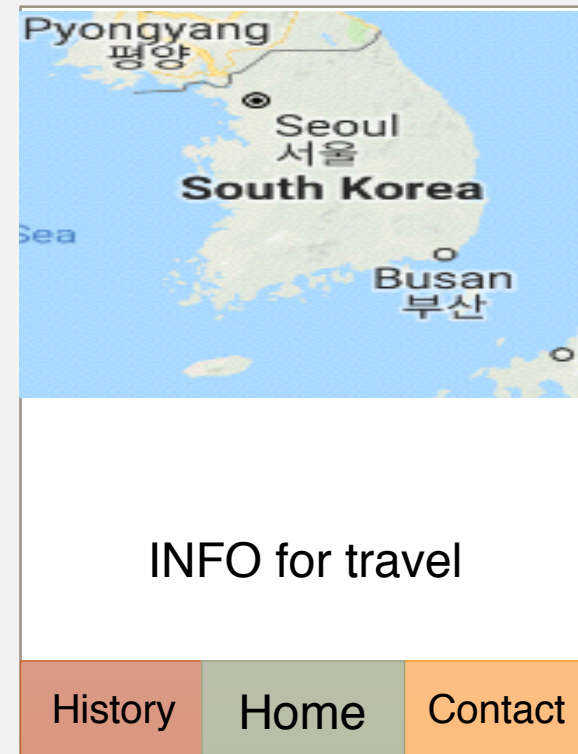 Pyongyang
평양
Seoul
서울
South Korea
Sea
Busan
부산
INFO for travel
History
Home
Contact